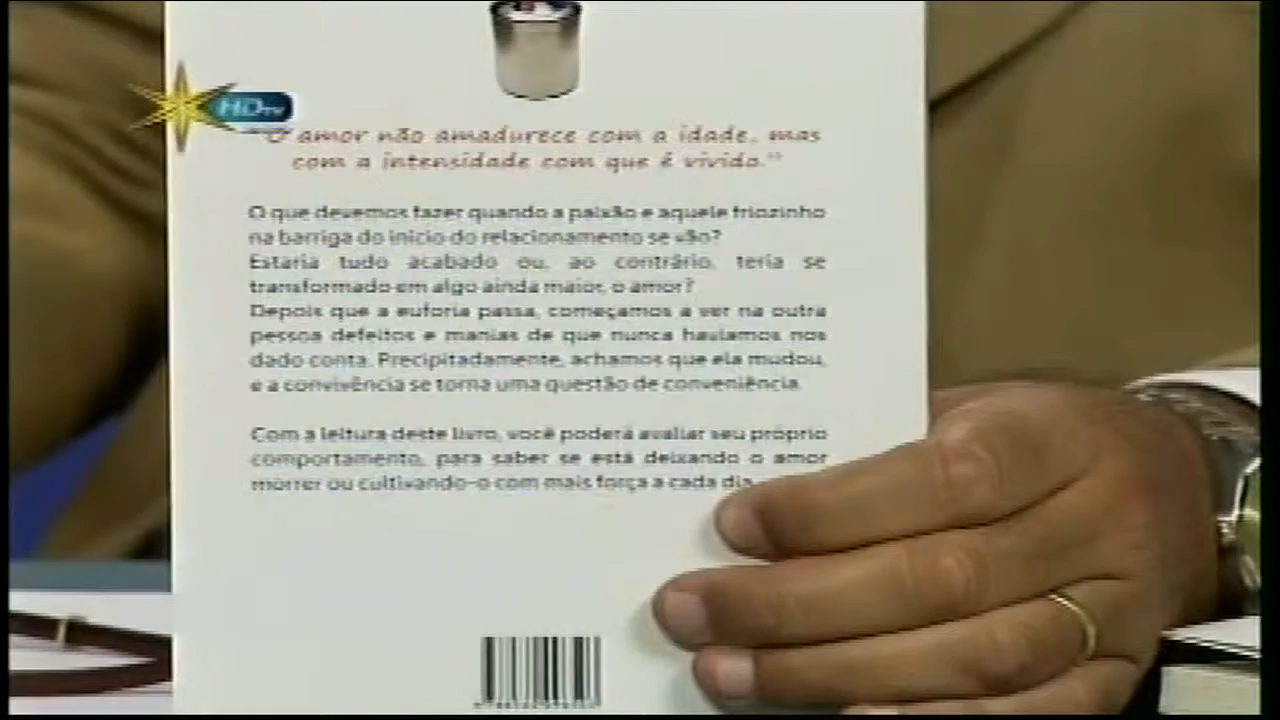 HDTV
"O amor não amadurece com a idade, mas
com a intensidade com que é vivido."
O que devemos fazer quando a paixão e aquele friozinho
na barriga do início do relacionamento se vão?
Estaria tudo acabado ou, ao contrário, teria se
transformado em algo ainda maior, o amor?
Depois que a euforia passa, começamos a ver na outra
pessoa defeitos e manias de que nunca havíamos nos
dado conta. Precipitadamente, achamos que ela mudou,
e a convivência se torna uma questão de conveniência.
Com a leitura deste livro, você poderá avaliar seu próprio
comportamento, para saber se está deixando o amor
morrer ou cultivando-o com mais força a cada dia.